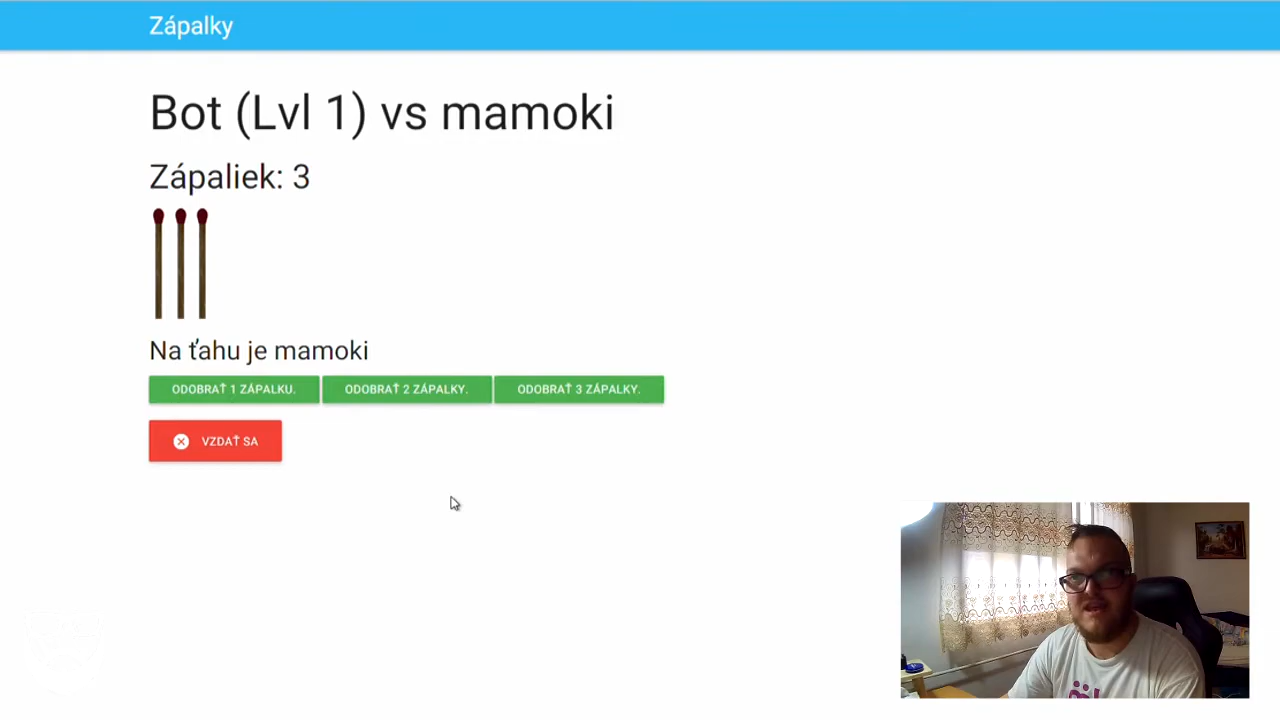 Zápalky
Bot (Lvl 1) vs mamoki
Zápaliek: 3
Na ťahu je mamoki
ODOBRAŤ 1 ZÁPALKU.
ODOBRAŤ 2 ZÁPALKY.
ODOBRAŤ 3 ZÁPALKY.
VZDAŤ SA